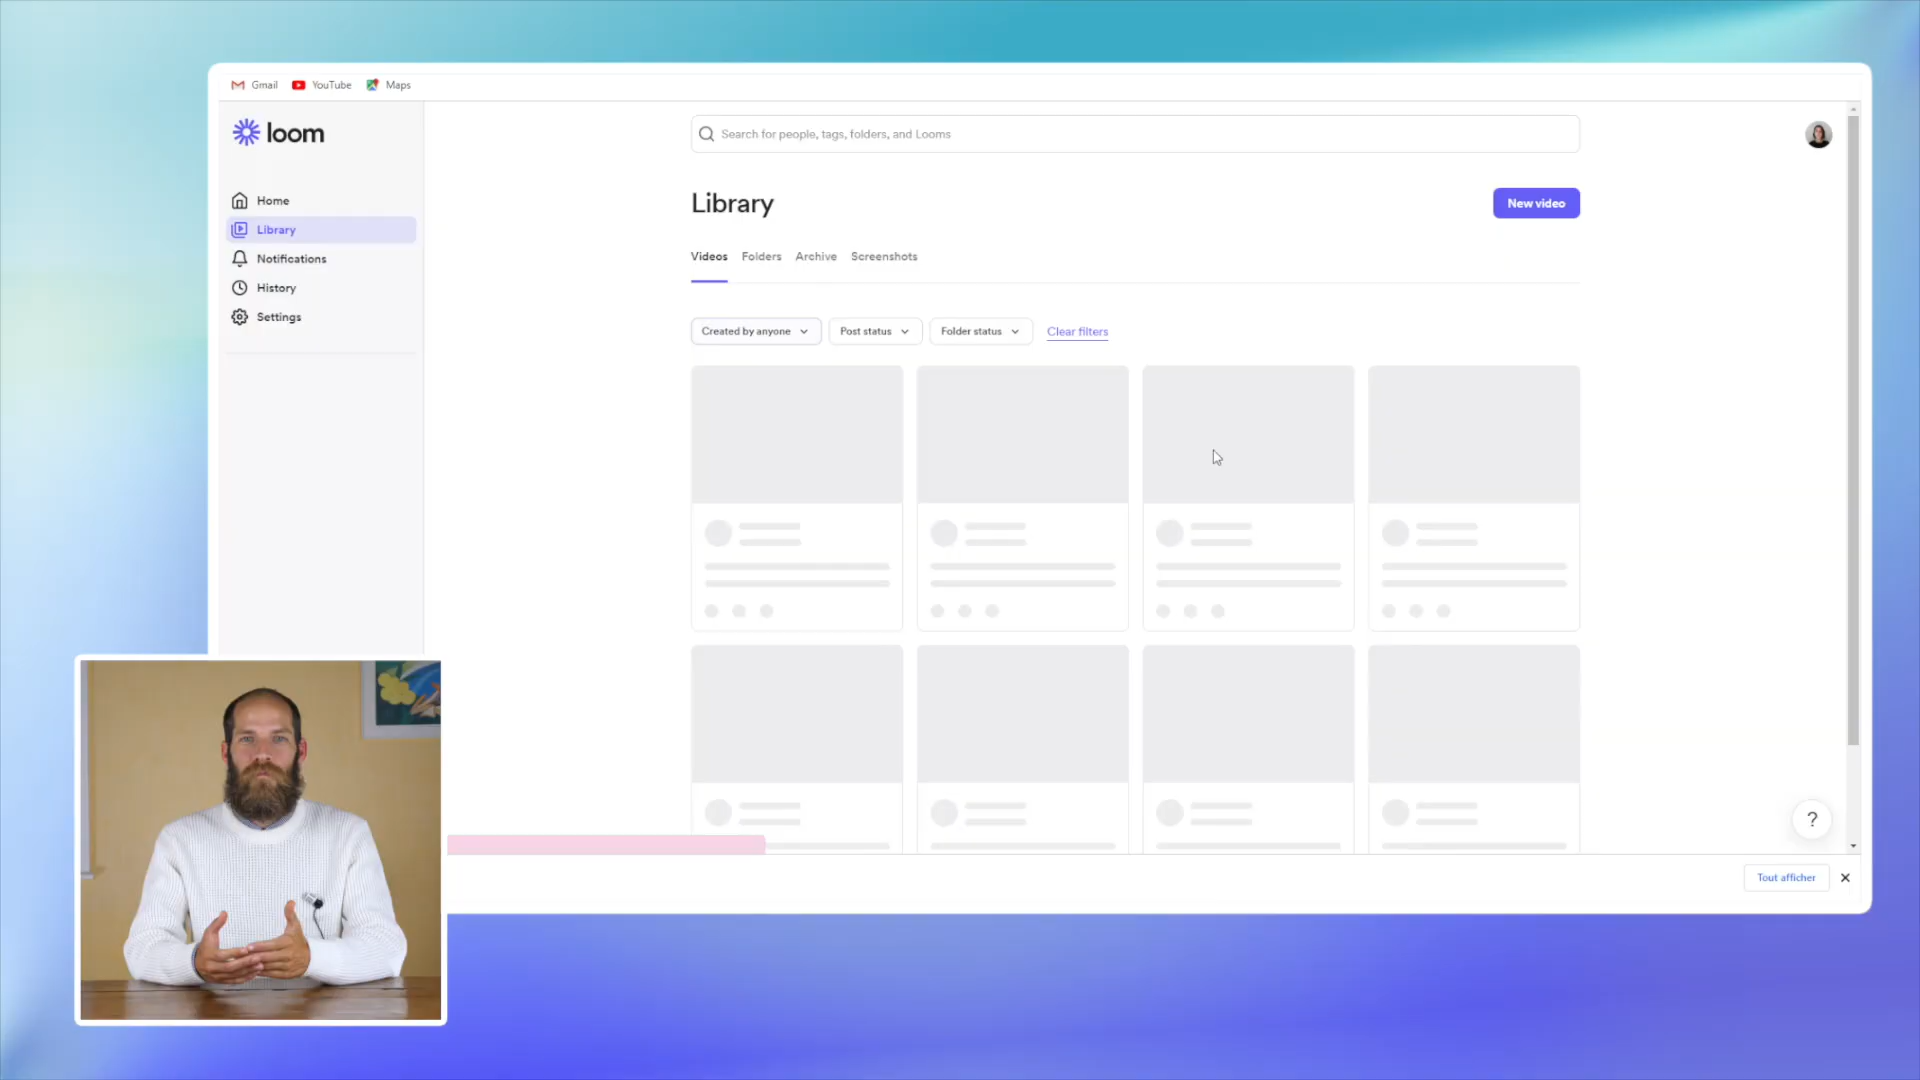 Gmail YouTube Maps
loom
Search for people, tags, folders, and Looms
Home
Library
Notifications
History
Settings
Library
New video
Videos Folders Archive Screenshots
Created by anyone Post status Folder status Clear filters
?
Tout afficher